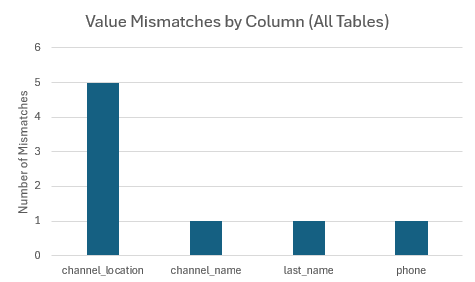 Value Mismatches by Column (All Tables)
Number of Mismatches
6
5
4
3
2
1
0
channel_location channel_name last_name phone